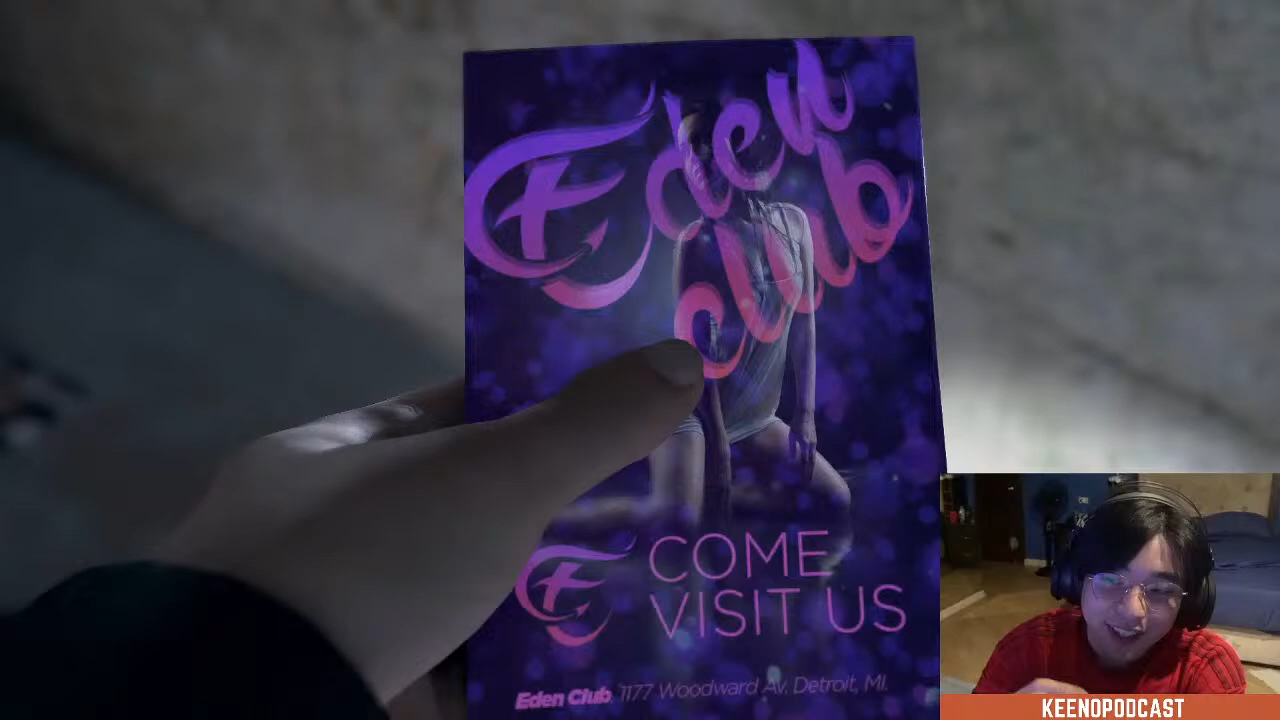 Eden
club
COME
VISIT US
Eden Club, 1177 Woodward Av. Detroit, MI.
KEENOPODCAST